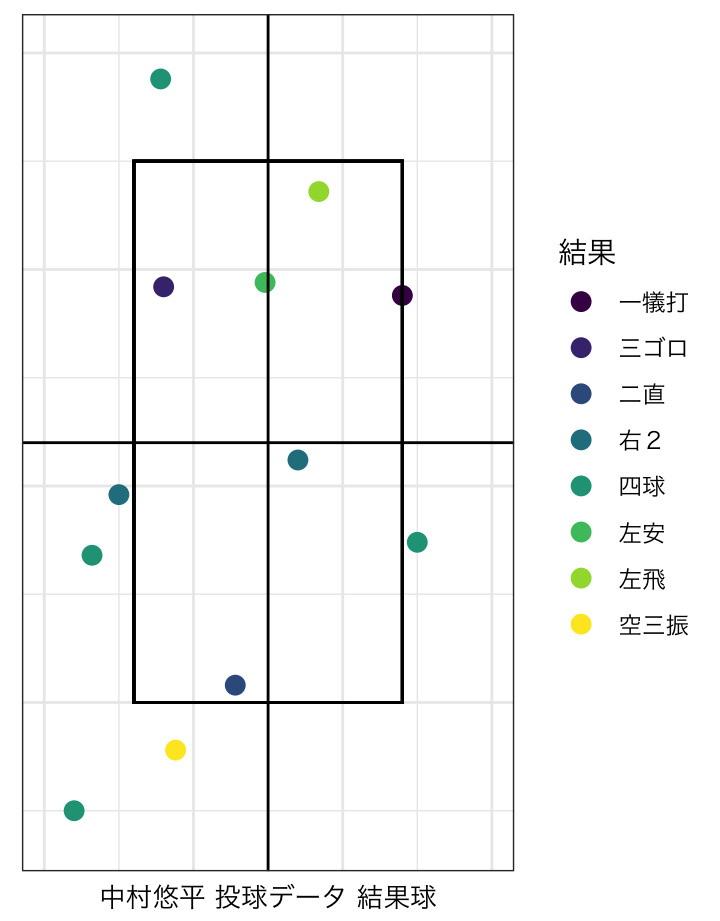 結果
一犠打
三ゴロ
二直
右２
四球
左安
左飛
空三振
中村悠平 投球データ 結果球